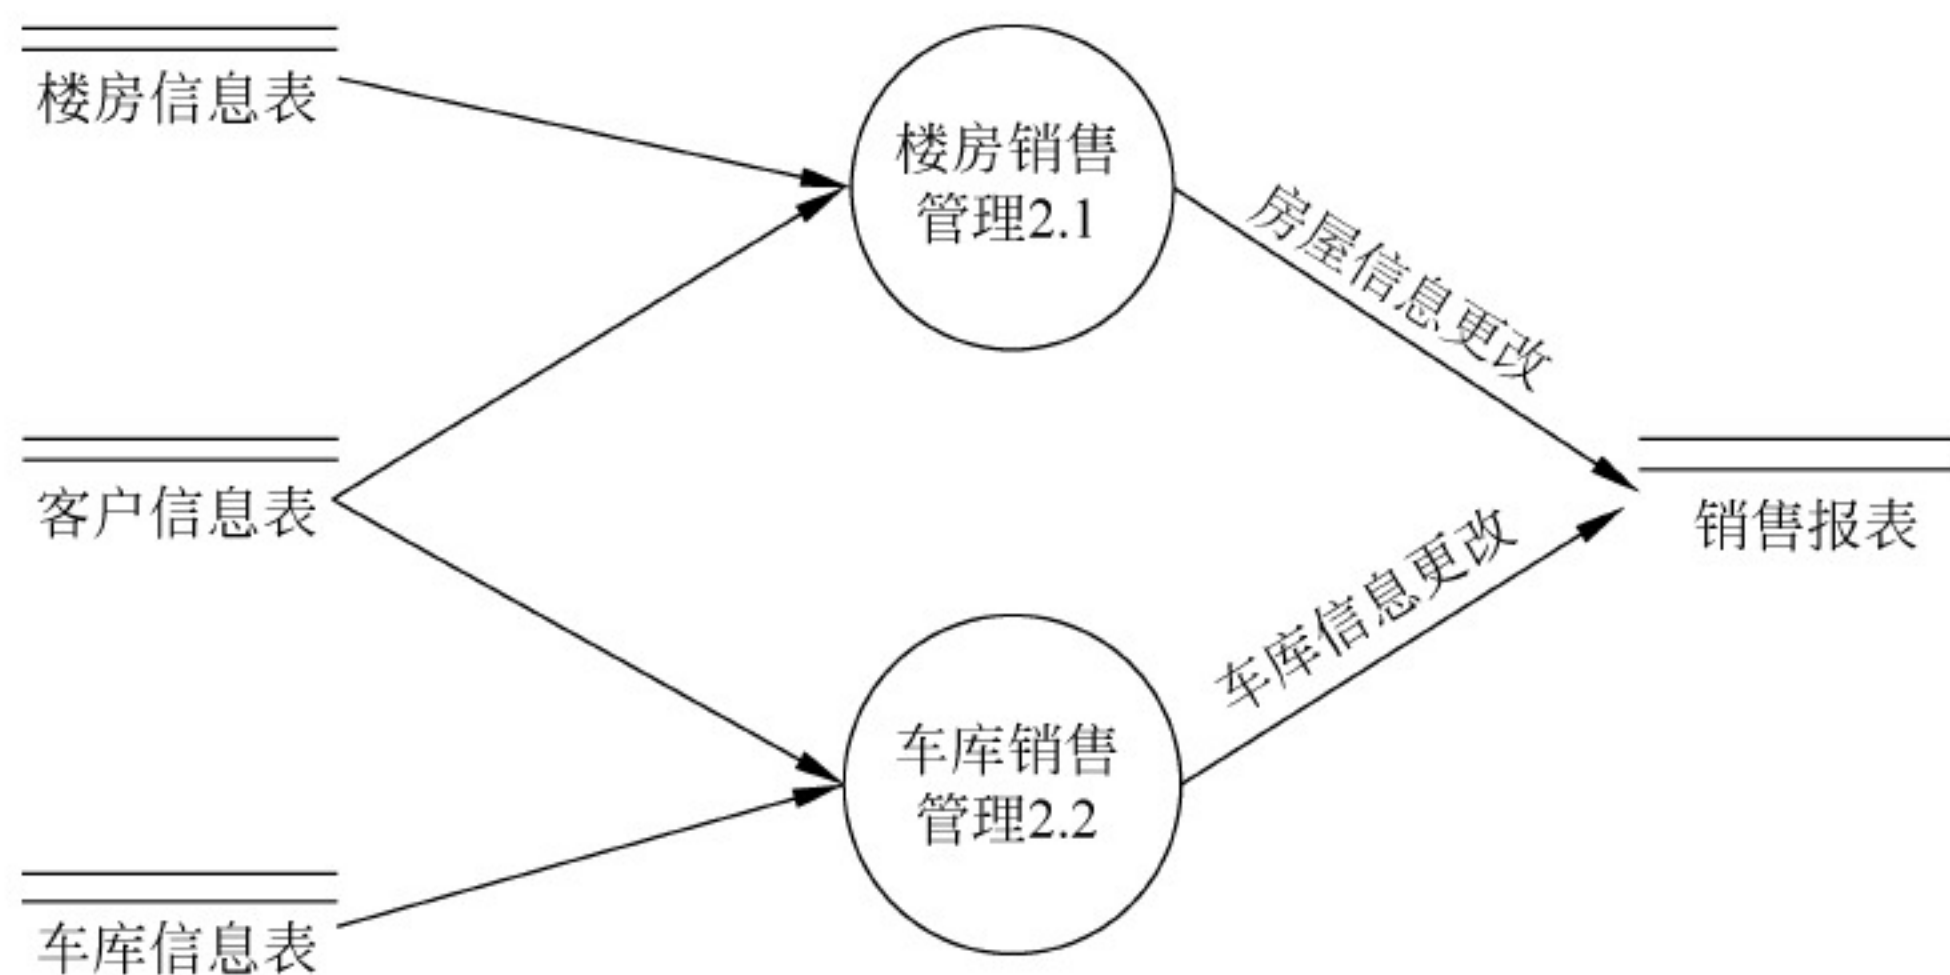 楼房信息表
楼房销售
管理2.1
房屋信息更改
客户信息表
销售报表
车库信息更改
车库销售
管理2.2
车库信息表